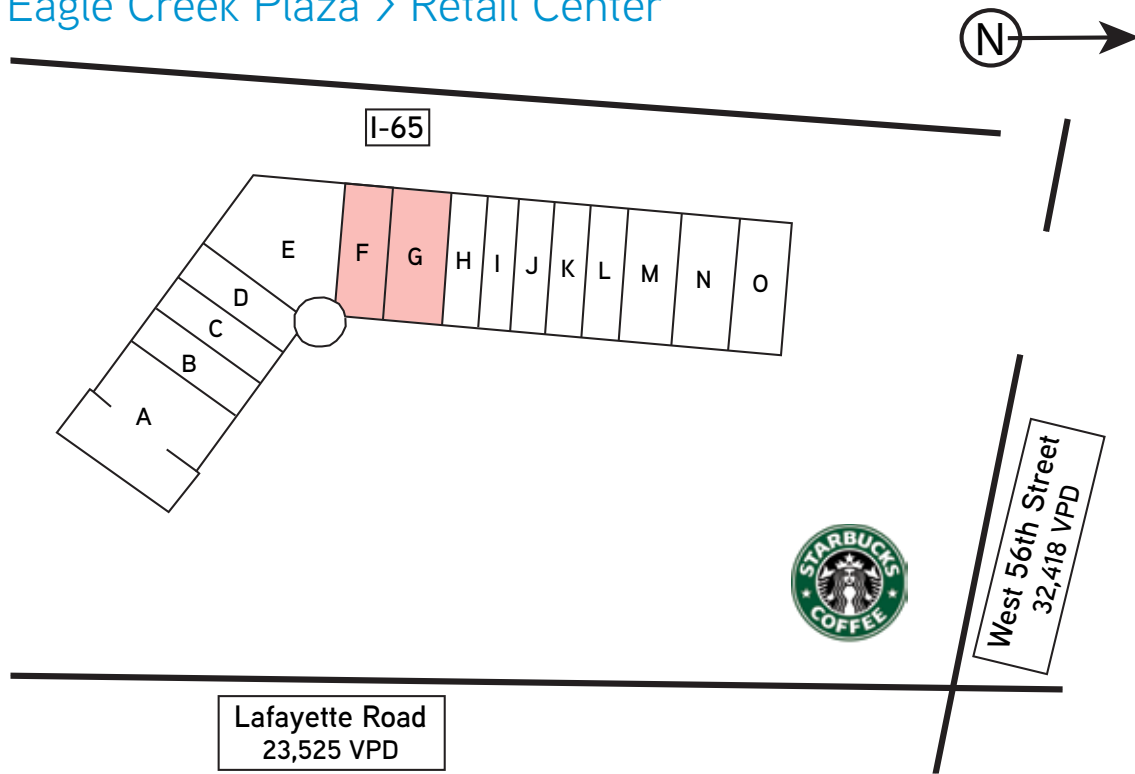 Eagle Creek Plaza > Retail Center
N
I-65
A
B
C
D
E
F
G
H
I
J
K
L
M
N
O
STARBUCKS
COFFEE
West 56th Street
32,418 VPD
Lafayette Road
23,525 VPD